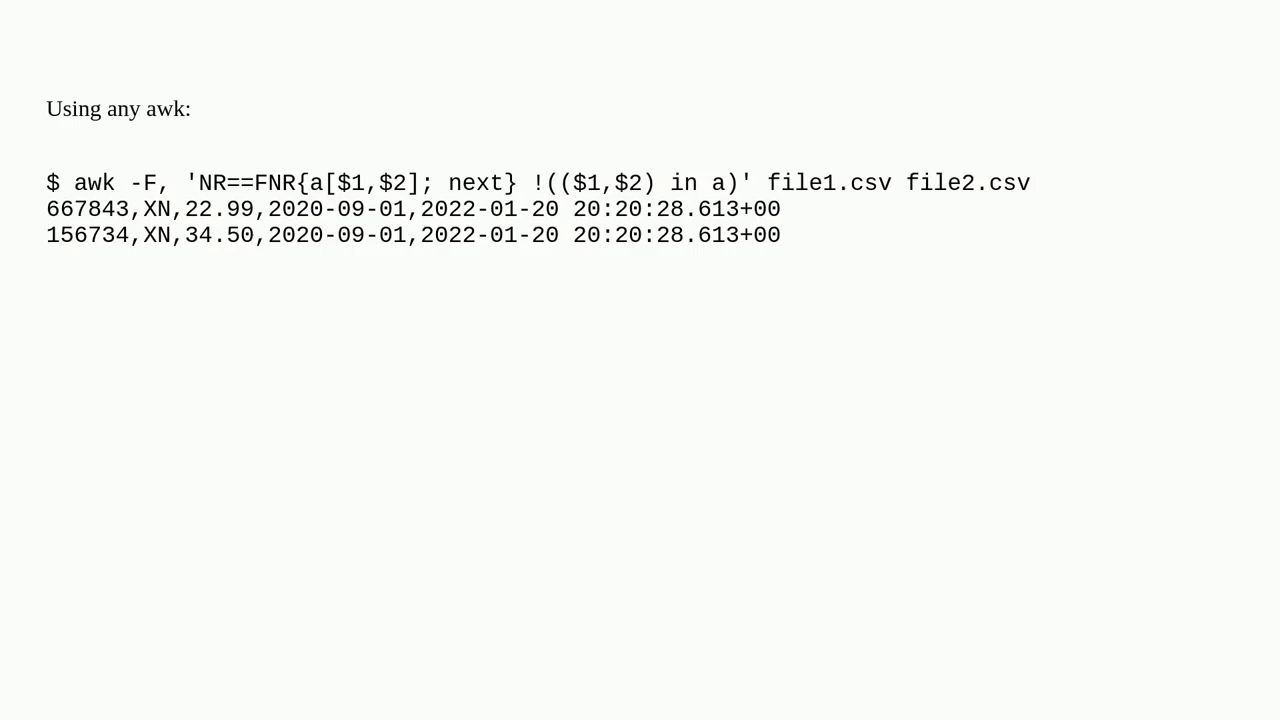 Using any awk:
$ awk -F, 'NR==FNR{a[$1,$2]; next} !(($1,$2) in a)' file1.csv file2.csv
667843,XN,22.99,2020-09-01,2022-01-20 20:20:28.613+00
156734,XN,34.50,2020-09-01,2022-01-20 20:20:28.613+00